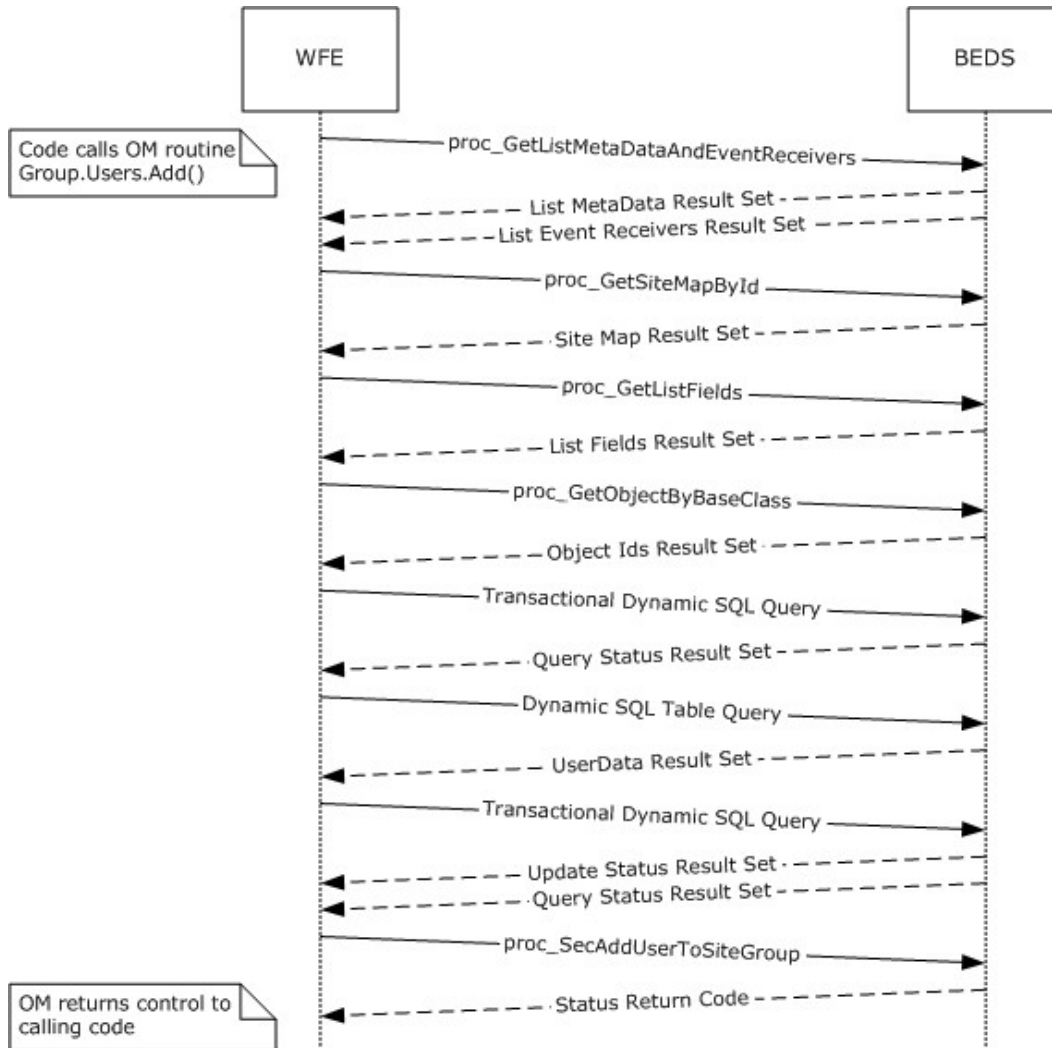 WFE
BEDS
Code calls OM routine
Group.Users.Add()
proc_GetListMetaDataAndEventReceivers
List MetaData Result Set
List Event Receivers Result Set
proc_GetSiteMapById
Site Map Result Set
proc_GetListFields
List Fields Result Set
proc_GetObjectByBaseClass
Object Ids Result Set
Transactional Dynamic SQL Query
Query Status Result Set
Dynamic SQL Table Query
UserData Result Set
Transactional Dynamic SQL Query
Update Status Result Set
Query Status Result Set
proc_SecAddUserToSiteGroup
Status Return Code
OM returns control to
calling code